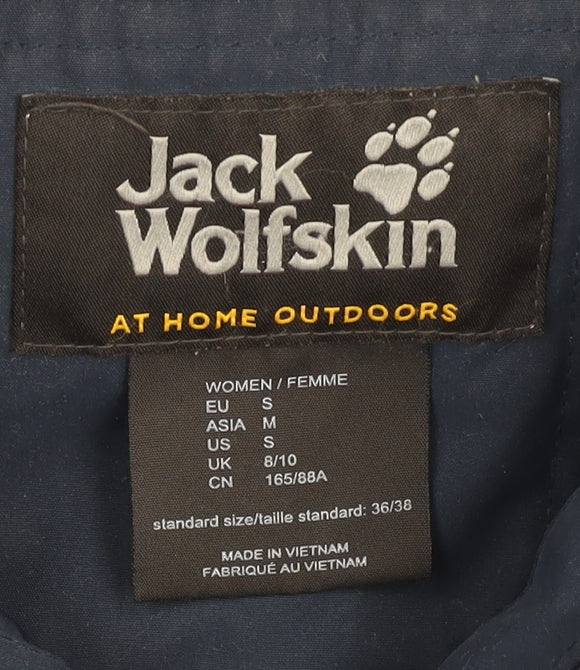 Jack
Wolfskin
AT HOME OUTDOORS
WOMEN / FEMME
EU S
ASIA M
US S
UK 8/10
CN 165/88A
standard size/taille standard: 36/38
MADE IN VIETNAM
FABRIQUÉ AU VIETNAM